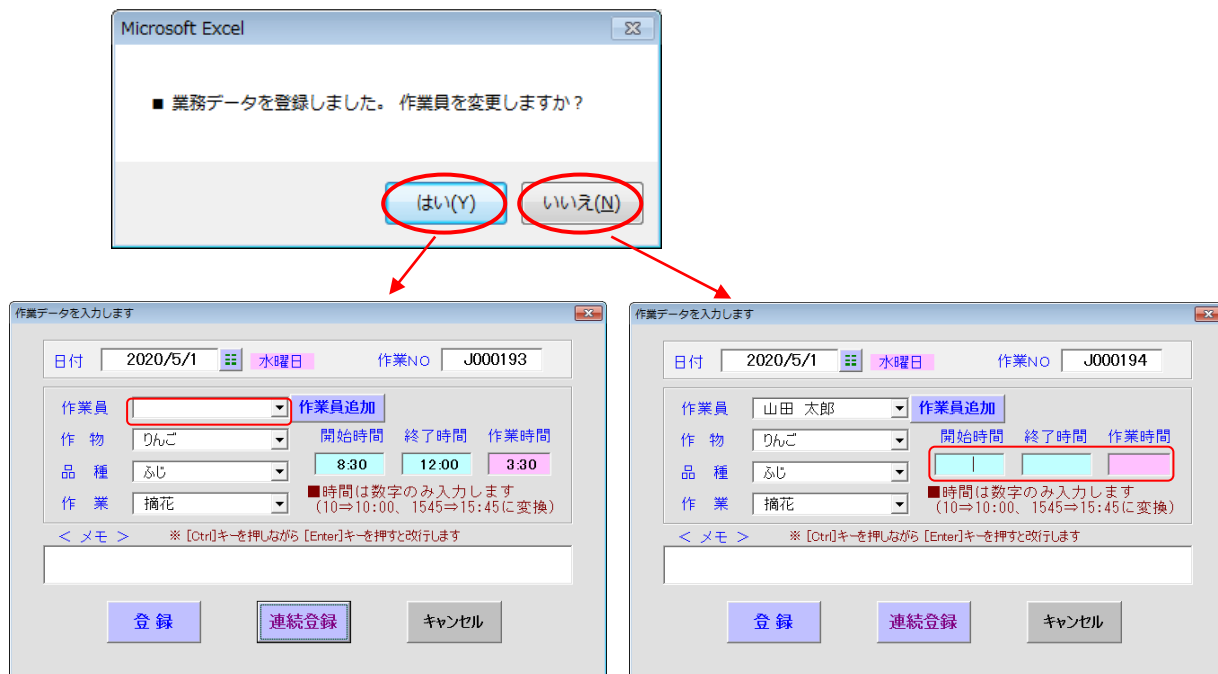 Microsoft Excel
■ 業務データを登録しました。 作業員を変更しますか？
はい(Y)
いいえ(N)
作業データを入力します
日付 2020/5/1 水曜日 作業NO J000193
作業員 作業員追加
作 物 りんご 開始時間 終了時間 作業時間
品 種 ふじ 8:30 12:00 3:30
■時間は数字のみ入力します
作 業 摘花 (10⇒10:00、1545⇒15:45に変換)
＜ メモ ＞ ※ [Ctrl]キーを押しながら [Enter]キーを押すと改行します
登 録 連続登録 キャンセル
作業データを入力します
日付 2020/5/1 水曜日 作業NO J000194
作業員 山田 太郎 作業員追加
作 物 りんご 開始時間 終了時間 作業時間
品 種 ふじ
■時間は数字のみ入力します
作 業 摘花 (10⇒10:00、1545⇒15:45に変換)
＜ メモ ＞ ※ [Ctrl]キーを押しながら [Enter]キーを押すと改行します
登 録 連続登録 キャンセル